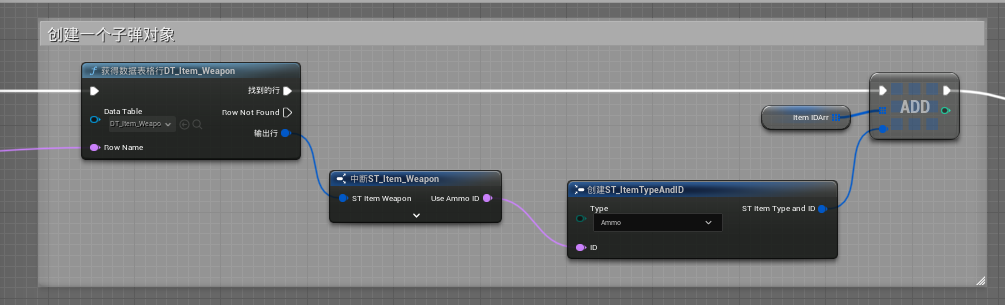 创建一个子弹对象
f 获得数据表格行DT_Item_Weapon
找到的行
Data Table
DT_Item_Weapo
Row Not Found
输出行
Row Name
中断ST_Item_Weapon
ST Item Weapon
Use Ammo ID
创建ST_ItemTypeAndID
Type
Ammo
ST Item Type and ID
ID
Item IDArr
ADD